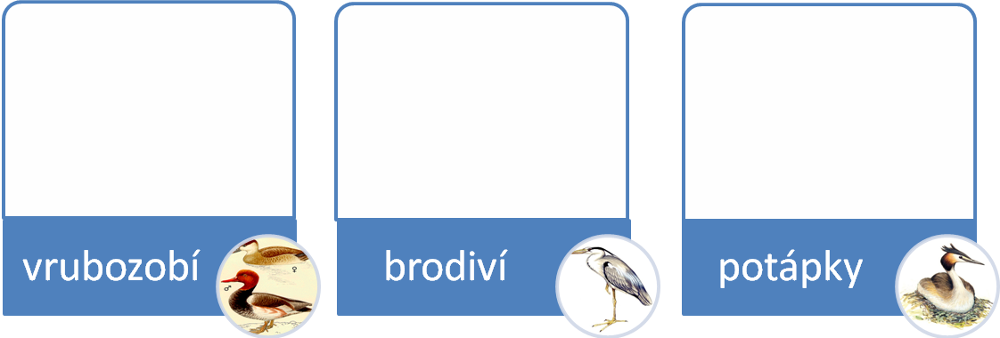 vrubozobí
brodiví
potápky
♀
♂